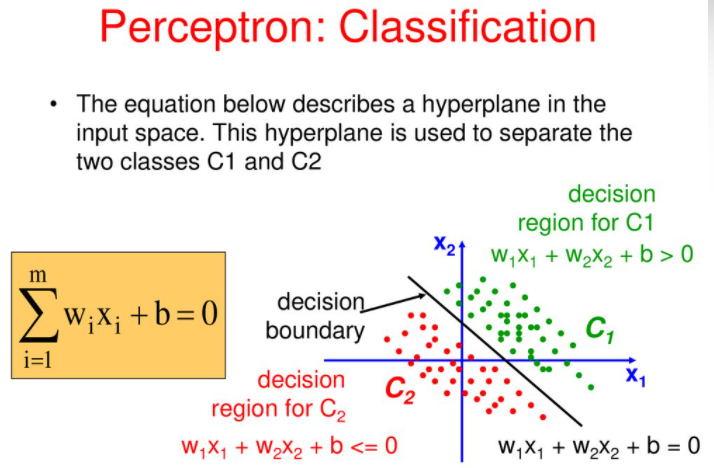 Perceptron: Classification
• The equation below describes a hyperplane in the
input space. This hyperplane is used to separate the
two classes C1 and C2
m
∑ wᵢxᵢ + b = 0
i=1
decision
region for C1
w₁x₁ + w₂x₂ + b > 0
x₂
decision
boundary
C₁
x₁
decision
region for C₂
C₂
w₁x₁ + w₂x₂ + b <= 0
w₁x₁ + w₂x₂ + b = 0